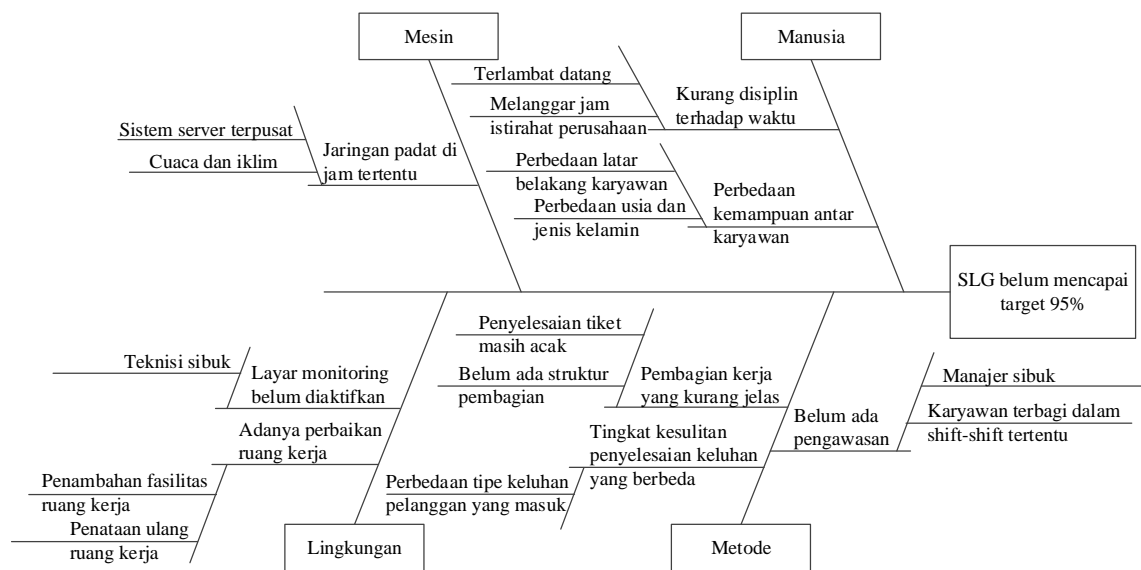 Mesin
Manusia
Terlambat datang
Melanggar jam
istirahat perusahaan
Kurang disiplin
terhadap waktu
Sistem server terpusat
Cuaca dan iklim
Jaringan padat di
jam tertentu
Perbedaan latar
belakang karyawan
Perbedaan usia dan
jenis kelamin
Perbedaan
kemampuan antar
karyawan
SLG belum mencapai
target 95%
Teknisi sibuk
Layar monitoring
belum diaktifkan
Adanya perbaikan
ruang kerja
Penambahan fasilitas
ruang kerja
Penataan ulang
ruang kerja
Lingkungan
Penyelesaian tiket
masih acak
Belum ada struktur
pembagian
Pembagian kerja
yang kurang jelas
Tingkat kesulitan
penyelesaian keluhan
yang berbeda
Perbedaan tipe keluhan
pelanggan yang masuk
Belum ada
pengawasan
Manajer sibuk
Karyawan terbagi dalam
shift-shift tertentu
Metode